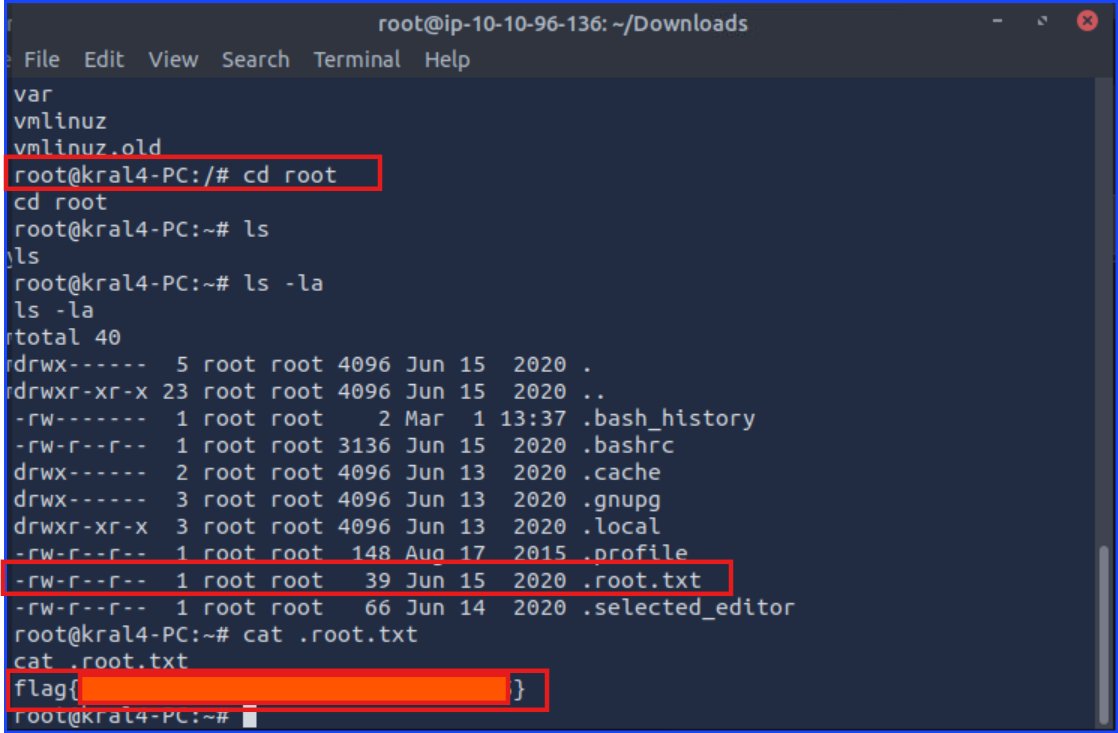 root@ip-10-10-96-136: ~/Downloads
File Edit View Search Terminal Help
var
vmlinuz
vmlinuz.old
root@kral4-PC:/# cd root
cd root
root@kral4-PC:~# ls
ls
root@kral4-PC:~# ls -la
ls -la
total 40
drwx------  5 root root 4096 Jun 15  2020 .
drwxr-xr-x 23 root root 4096 Jun 15  2020 ..
-rw-------  1 root root    2 Mar  1 13:37 .bash_history
-rw-r--r--  1 root root 3136 Jun 15  2020 .bashrc
drwx------  2 root root 4096 Jun 13  2020 .cache
drwx------  3 root root 4096 Jun 13  2020 .gnupg
drwxr-xr-x  3 root root 4096 Jun 13  2020 .local
-rw-r--r--  1 root root  148 Aug 17  2015 .profile
-rw-r--r--  1 root root   39 Jun 15  2020 .root.txt
-rw-r--r--  1 root root   66 Jun 14  2020 .selected_editor
root@kral4-PC:~# cat .root.txt
cat .root.txt
flag{ }
root@kral4-PC:~#